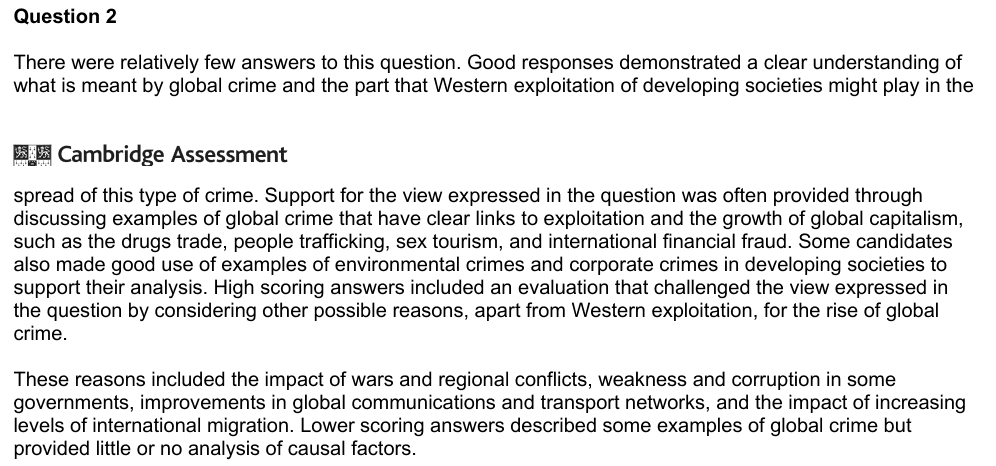 Question 2
There were relatively few answers to this question. Good responses demonstrated a clear understanding of
what is meant by global crime and the part that Western exploitation of developing societies might play in the
Cambridge Assessment
spread of this type of crime. Support for the view expressed in the question was often provided through
discussing examples of global crime that have clear links to exploitation and the growth of global capitalism,
such as the drugs trade, people trafficking, sex tourism, and international financial fraud. Some candidates
also made good use of examples of environmental crimes and corporate crimes in developing societies to
support their analysis. High scoring answers included an evaluation that challenged the view expressed in
the question by considering other possible reasons, apart from Western exploitation, for the rise of global
crime.
These reasons included the impact of wars and regional conflicts, weakness and corruption in some
governments, improvements in global communications and transport networks, and the impact of increasing
levels of international migration. Lower scoring answers described some examples of global crime but
provided little or no analysis of causal factors.